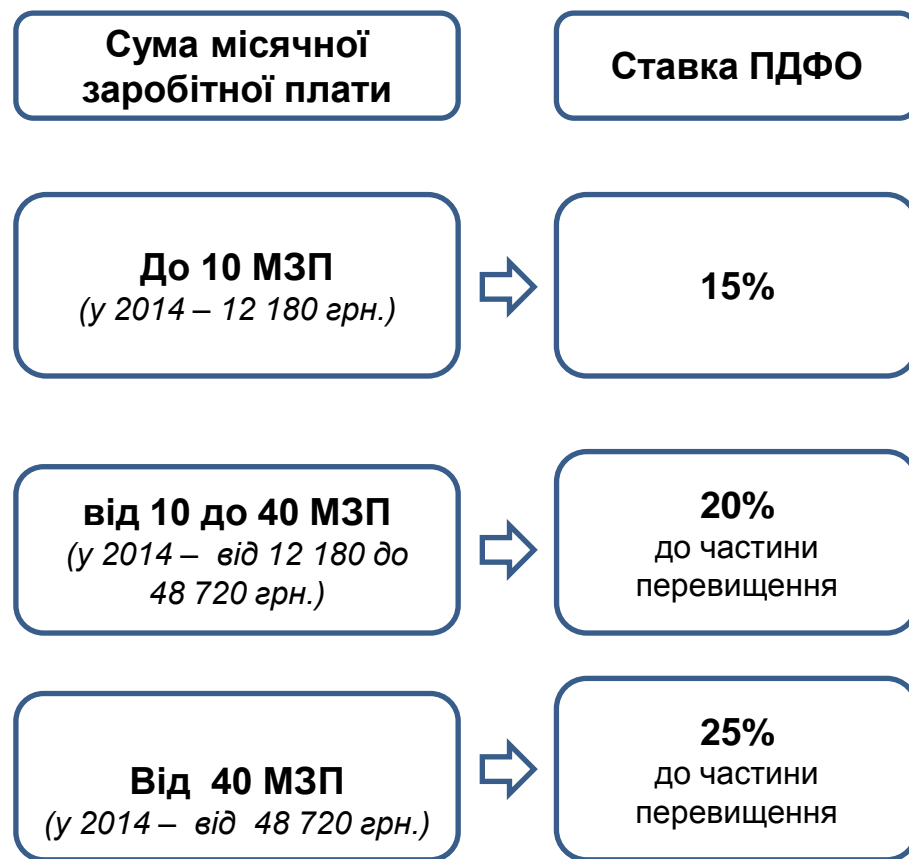 Сума місячної
заробітної плати
Ставка ПДФО
До 10 МЗП
(у 2014 – 12 180 грн.)
15%
від 10 до 40 МЗП
(у 2014 – від 12 180 до
48 720 грн.)
20%
до частини
перевищення
Від 40 МЗП
(у 2014 – від 48 720 грн.)
25%
до частини
перевищення